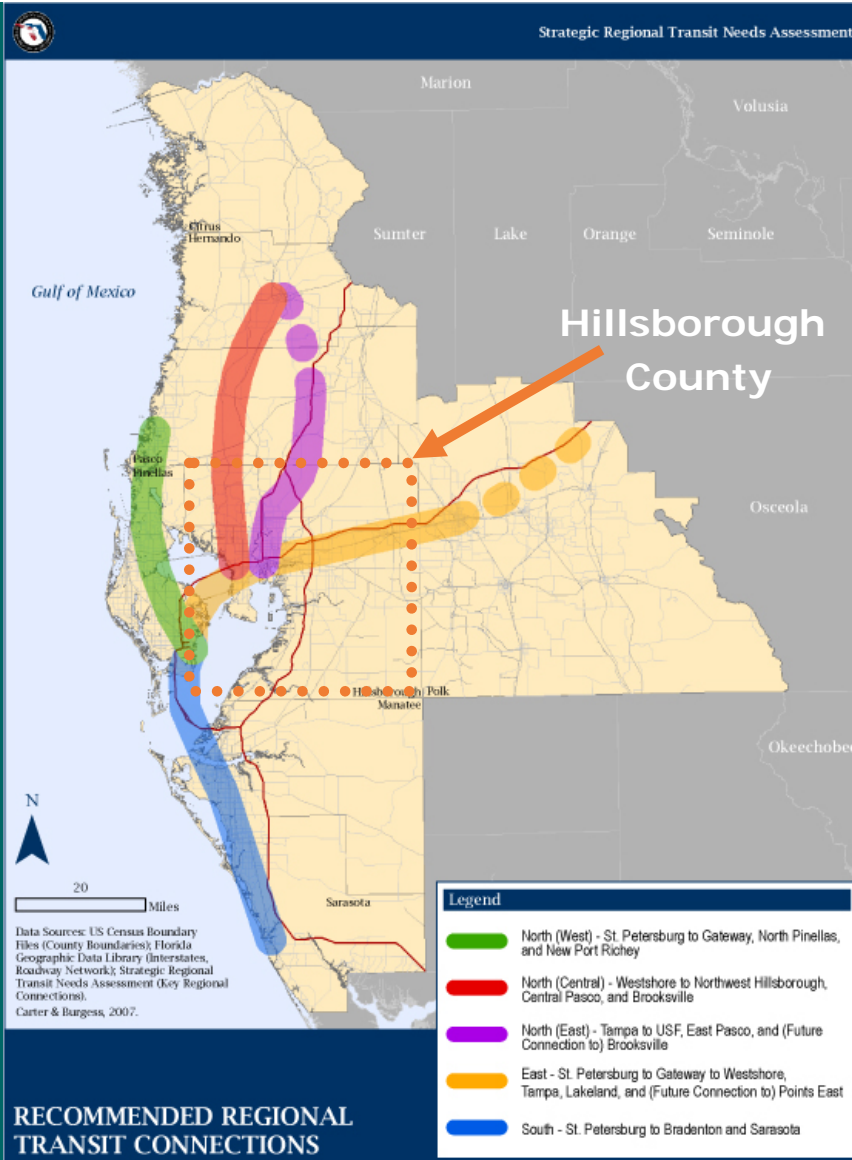 Strategic Regional Transit Needs Assessment
Marion
Volusia
Citrus
Hernando
Sumter
Lake
Orange
Seminole
Gulf of Mexico
Hillsborough
County
Pasco
Pinellas
Osceola
Hillsborough Polk
Manatee
Okeechobee
N
20
Miles
Sarasota
Data Sources: US Census Boundary
Files (County Boundaries); Florida
Geographic Data Library (Interstates,
Roadway Network); Strategic Regional
Transit Needs Assessment (Key Regional
Connections).
Carter & Burgess, 2007.
Legend
North (West) - St. Petersburg to Gateway, North Pinellas,
and New Port Richey
North (Central) - Westshore to Northwest Hillsborough,
Central Pasco, and Brooksville
North (East) - Tampa to USF, East Pasco, and (Future
Connection to) Brooksville
East - St. Petersburg to Gateway to Westshore,
Tampa, Lakeland, and (Future Connection to) Points East
South - St. Petersburg to Bradenton and Sarasota
RECOMMENDED REGIONAL
TRANSIT CONNECTIONS